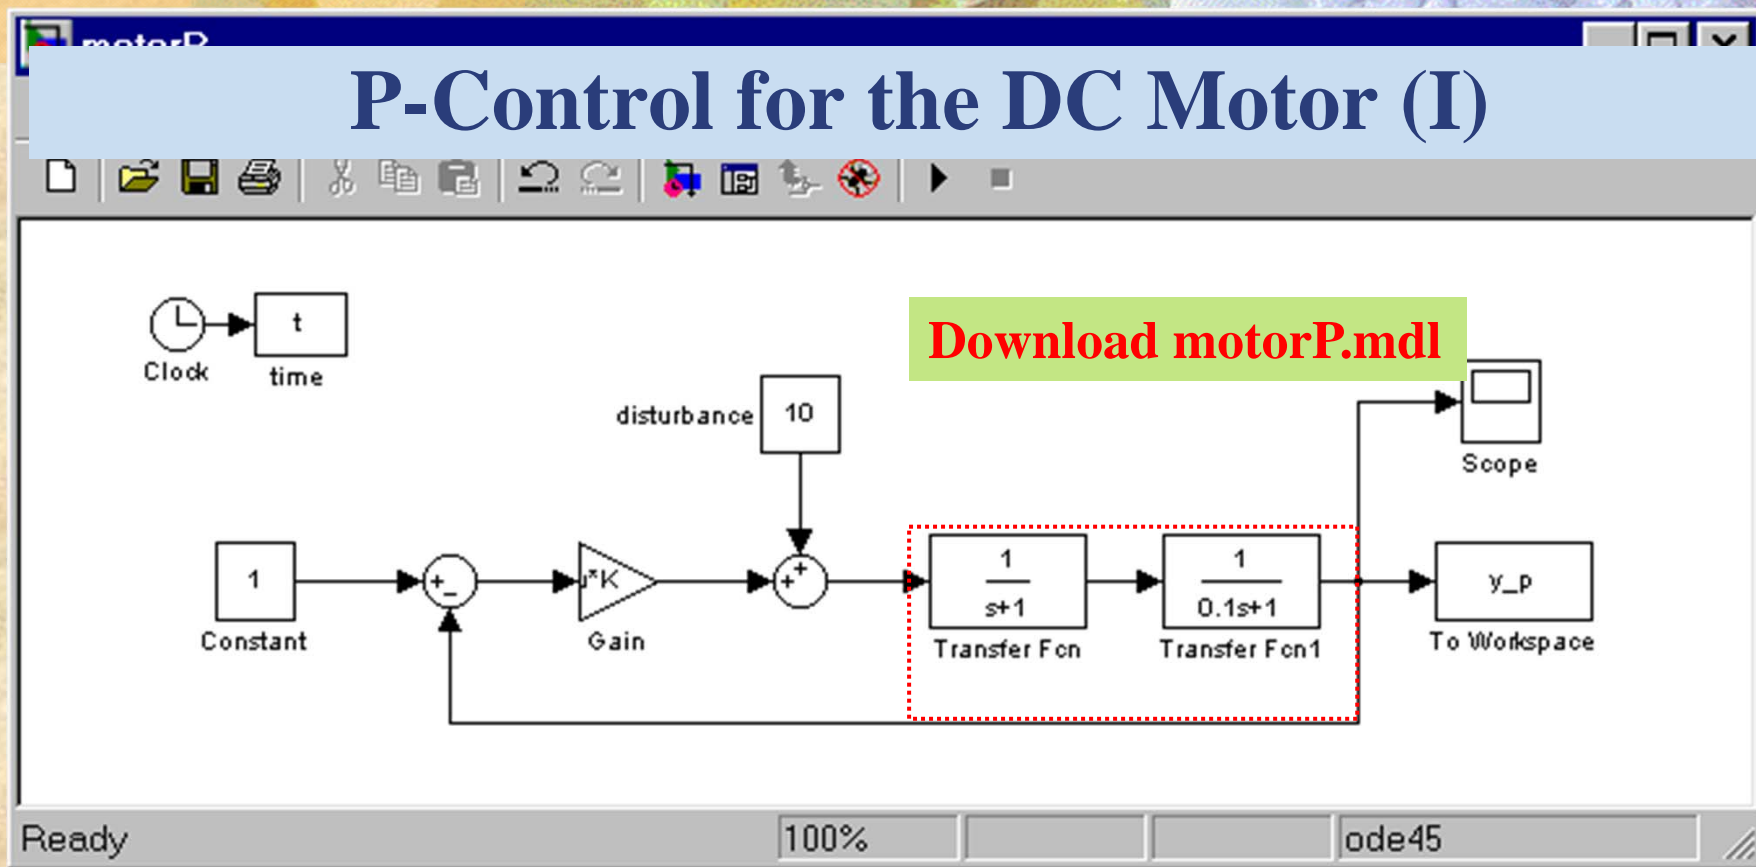 motorP
P-Control for the DC Motor (I)
t
Clock
time
Download motorP.mdl
disturbance
10
Scope
1
Constant
+
-
K
Gain
+
+
1
s+1
Transfer Fcn
1
0.1s+1
Transfer Fcn1
y_p
To Workspace
Ready
100%
ode45